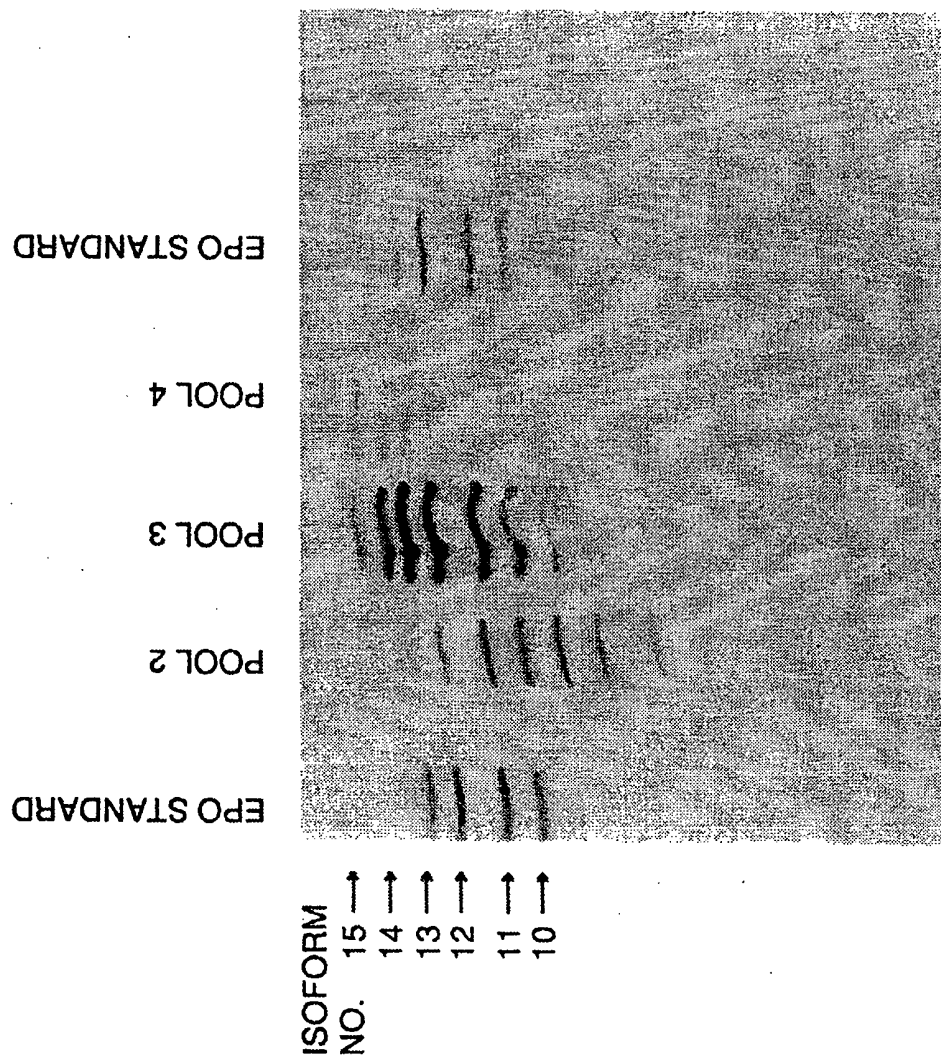 EPO STANDARD
POOL 4
POOL 3
POOL 2
EPO STANDARD
ISOFORM
NO.
15
14
13
12
11
10